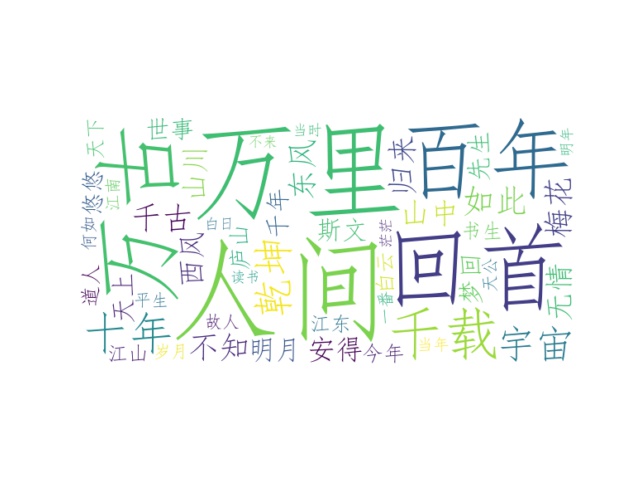 天下
世事
不来
当时
明年
万古
万里
百年
山川
东风
归来
先生
悠悠
江南
何如
千古
西风
白日
庐山
千年
斯文
茫茫
山中
如此
书生
梅花
人间
回首
乾坤
道人
天上
平生
读书
白云
一番
梦回
天公
无情
十年
故人
江东
千载
宇宙
江山
岁月
不知
明月
安得
今年
当年